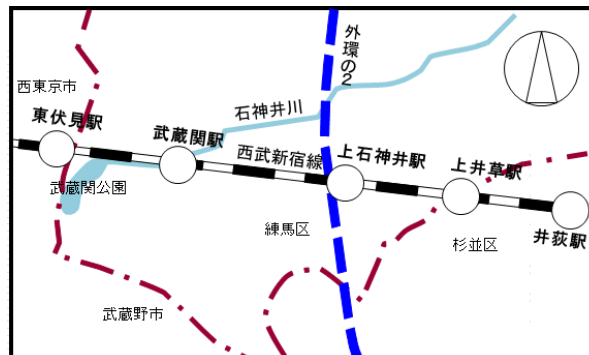 外環の2
西東京市
石神井川
東伏見駅
武蔵関駅
西武新宿線
上石神井駅
上井草駅
武蔵関公園
練馬区
杉並区
井荻駅
武蔵野市